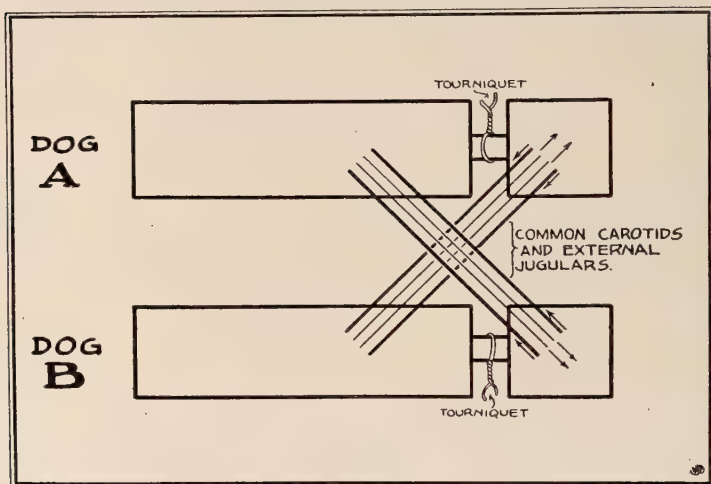 TOURNIQUET
DOG
A
COMMON CAROTIDS
AND EXTERNAL
JUGULARS.
DOG
B
TOURNIQUET